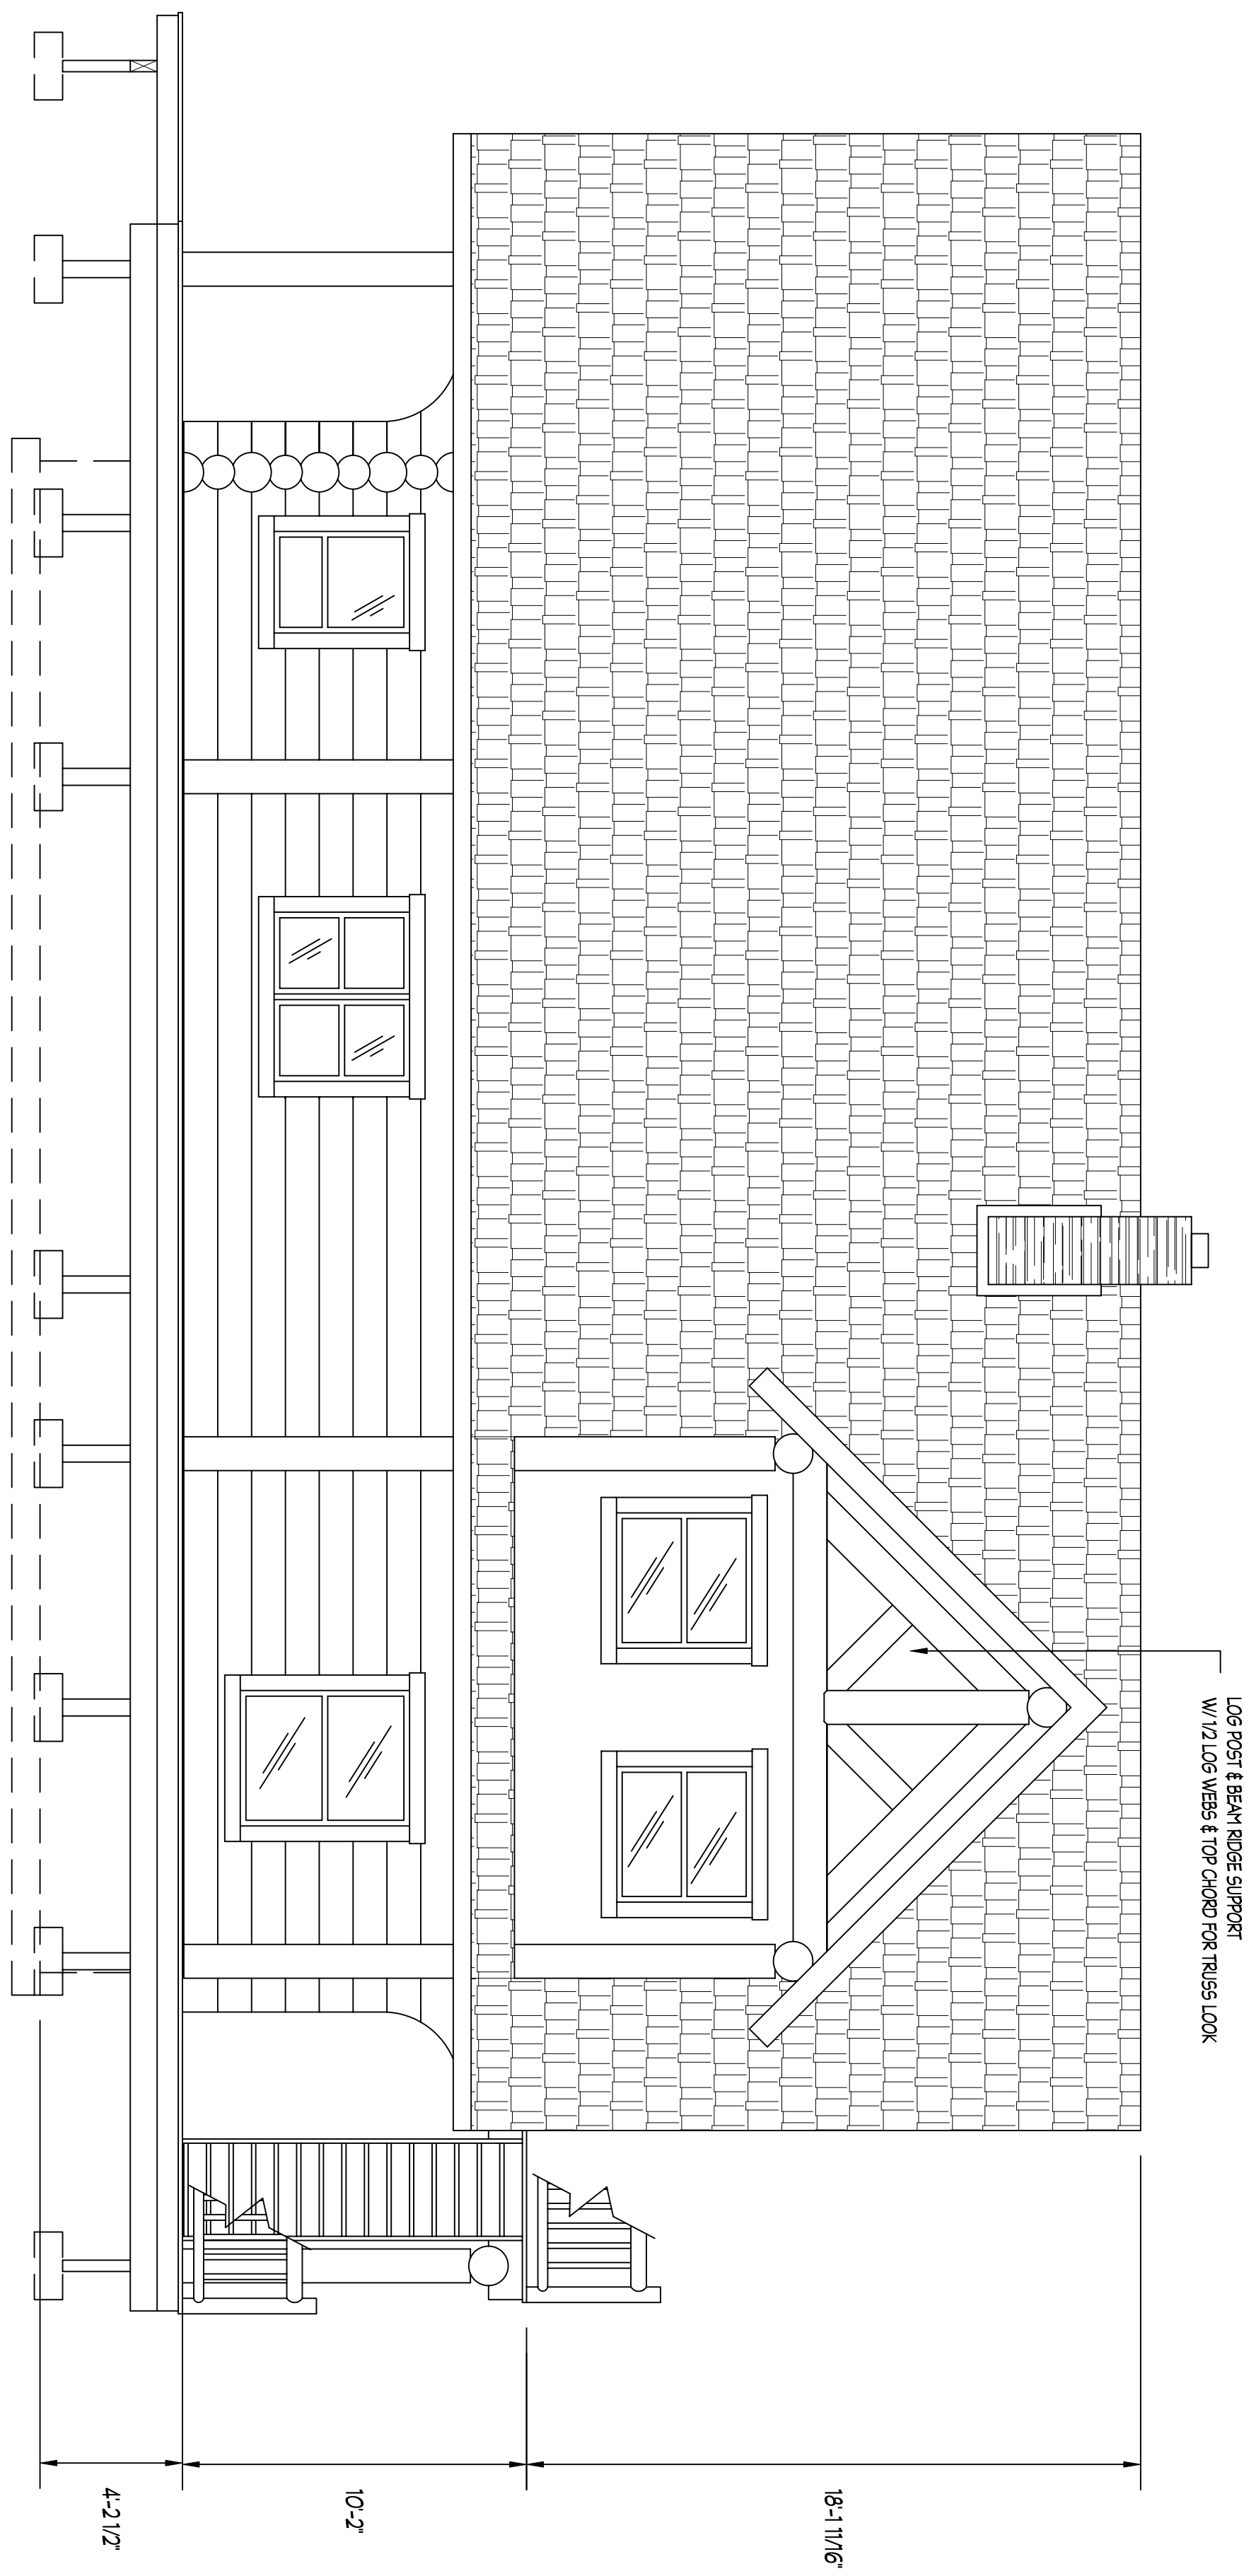 LOG POST & BEAM RIDGE SUPPORT
W/ 1/2 LOG WEBS & TOP CHORD FOR TRUSS LOOK
18'-1 11/16"
10'-2"
4'-2 1/2"